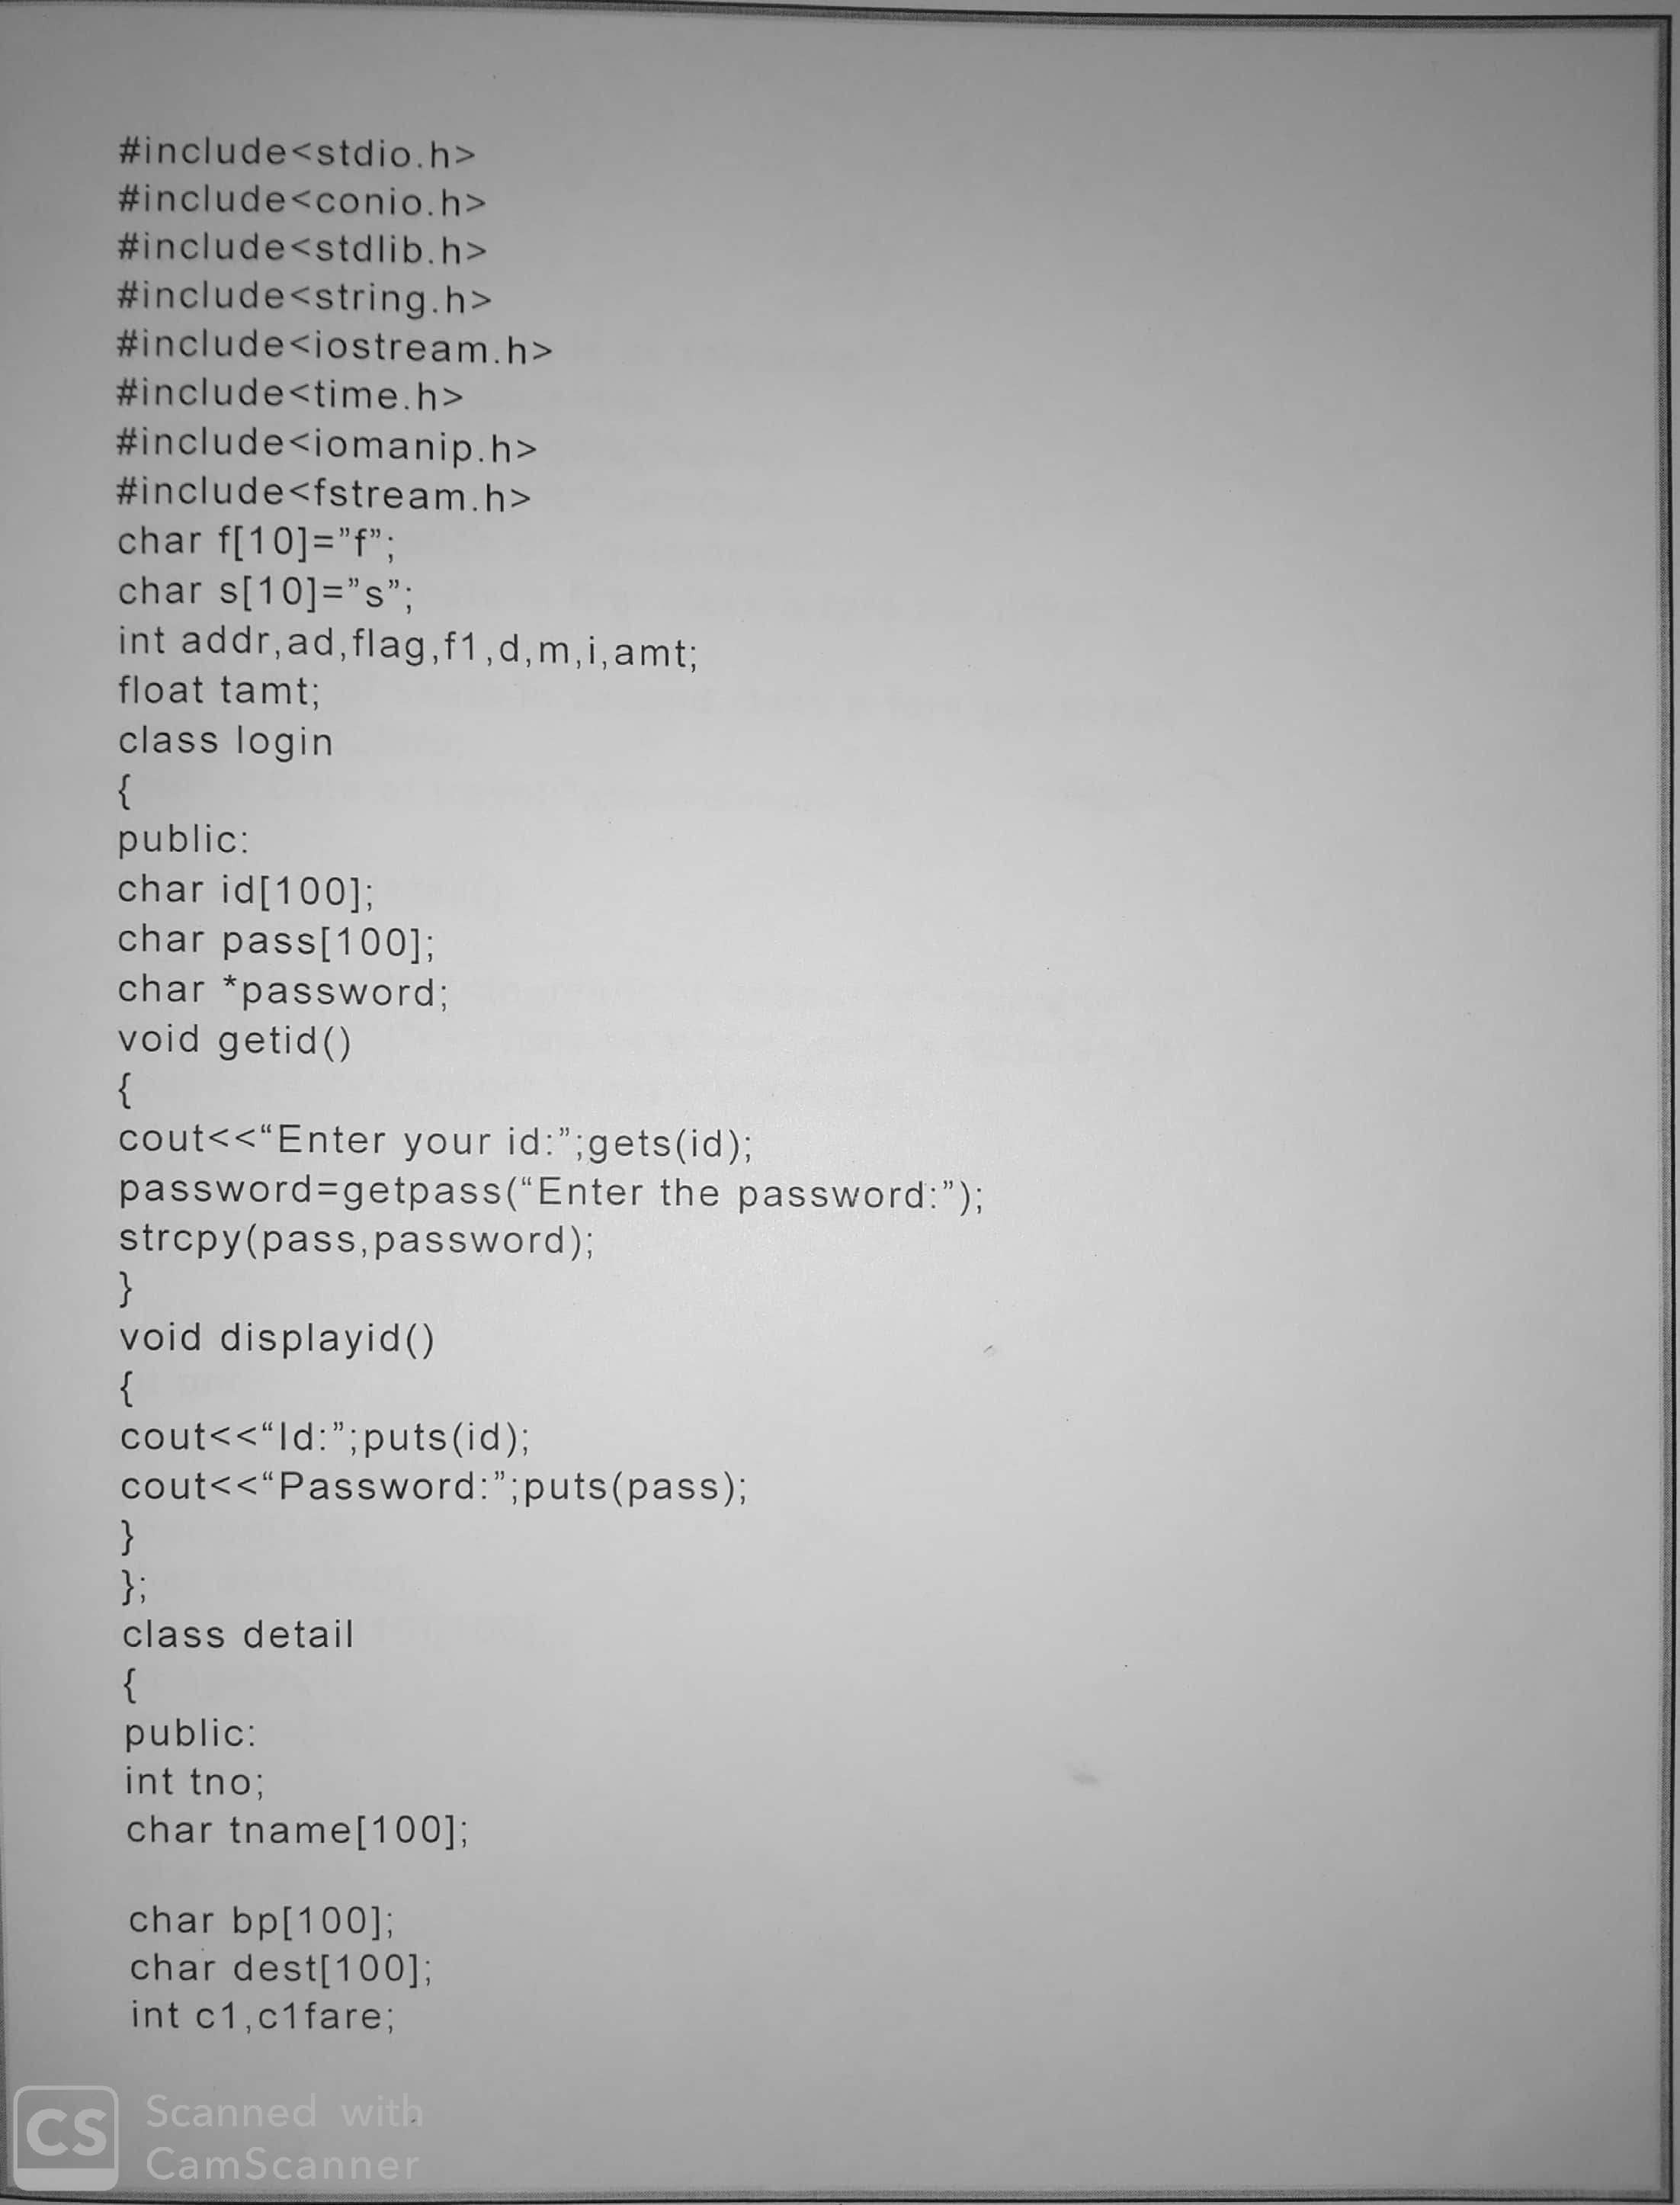 #include<stdio.h>
#include<conio.h>
#include<stdlib.h>
#include<string.h>
#include<iostream.h>
#include<time.h>
#include<iomanip.h>
#include<fstream.h>
char f[10]=”f”;
char s[10]=”s”;
int addr,ad,flag,f1,d,m,i,amt;
float tamt;
class login
{
public:
char id[100];
char pass[100];
char *password;
void getid()
{
cout<<“Enter your id:”;gets(id);
password=getpass(“Enter the password:”);
strcpy(pass,password);
}
void displayid()
{
cout<<“Id:”;puts(id);
cout<<“Password:”;puts(pass);
}
};
class detail
{
public:
int tno;
char tname[100];
char bp[100];
char dest[100];
int c1,c1fare;
CS
Scanned with
CamScanner